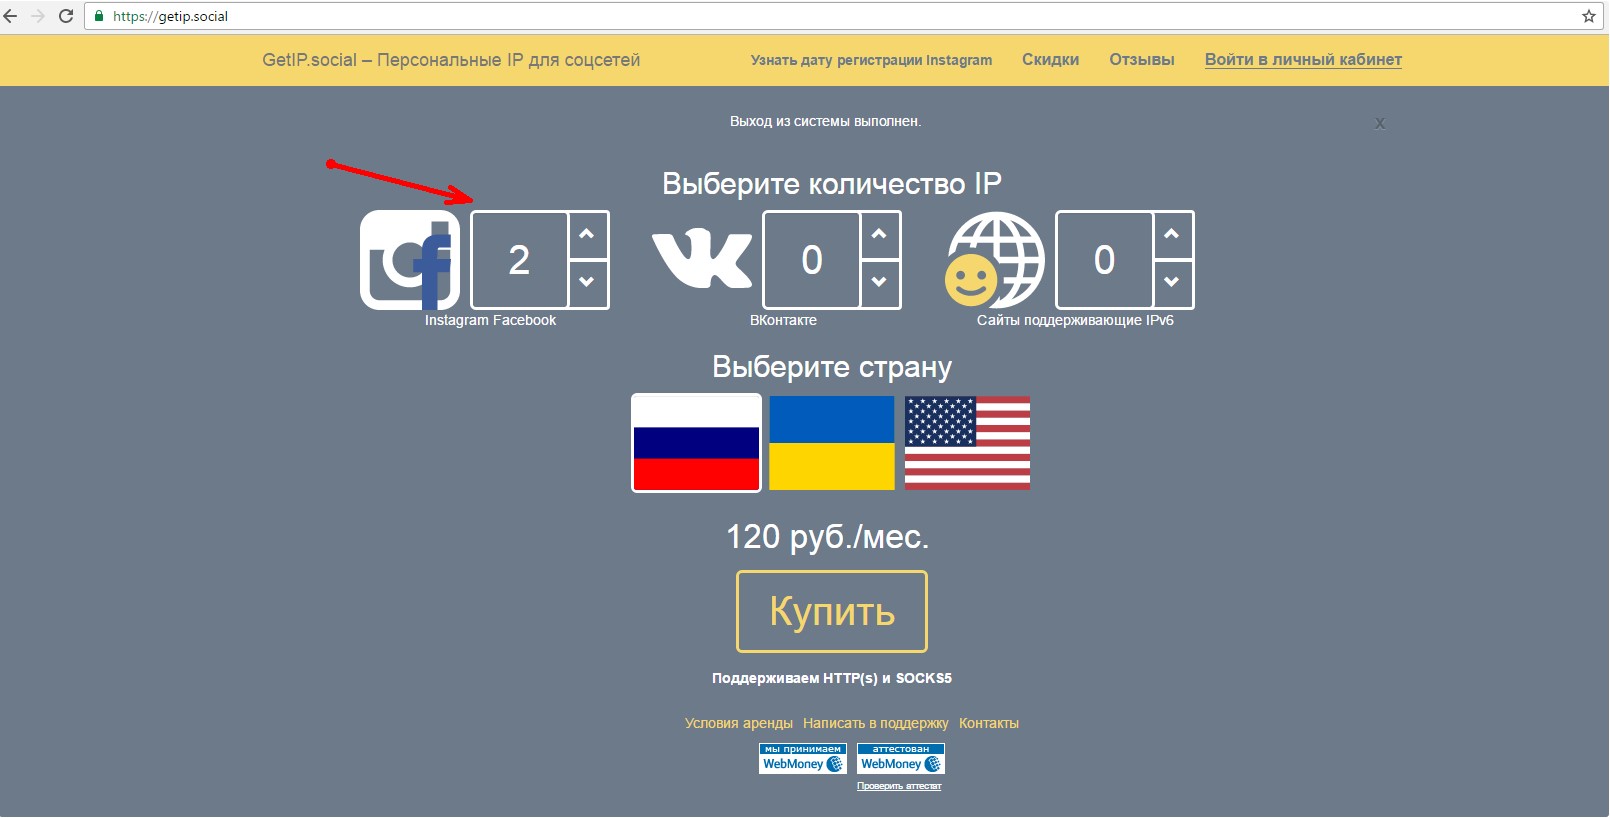 https://getip.social
GetIP.social – Персональные IP для соцсетей
Узнать дату регистрации Instagram
Скидки
Отзывы
Войти в личный кабинет
Выход из системы выполнен.
x
Выберите количество IP
2
0
0
Instagram Facebook
ВКонтакте
Сайты поддерживающие IPv6
Выберите страну
120 руб./мес.
Купить
Поддерживаем HTTP(s) и SOCKS5
Условия аренды Написать в поддержку Контакты
мы принимаем
WebMoney
аттестован
WebMoney
Проверить аттестат